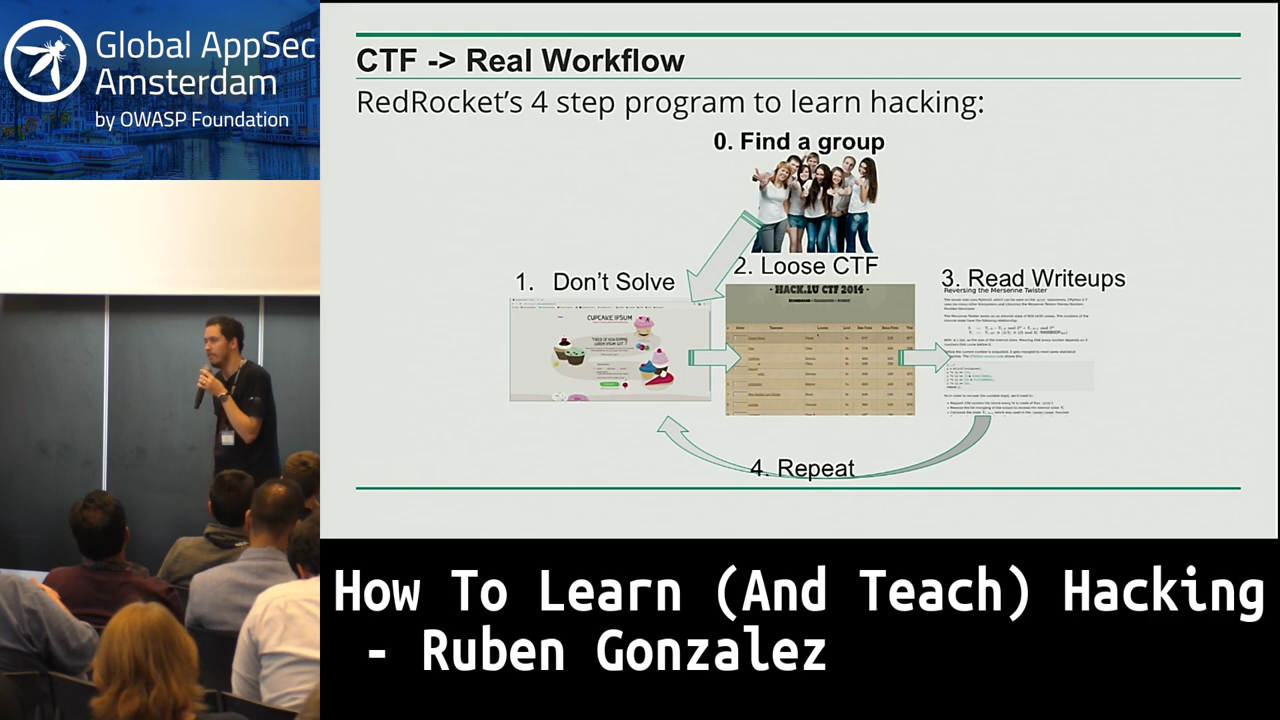 Global AppSec
Amsterdam
by OWASP Foundation
CTF -> Real Workflow
RedRocket's 4 step program to learn hacking:
0. Find a group
1. Don't Solve
2. Loose CTF
3. Read Writeups
CUPCAKE IPSUM
- HACK.LU CTF 2014 -
Reversing the Mersenne Twister
4. Repeat
How To Learn (And Teach) Hacking
- Ruben Gonzalez